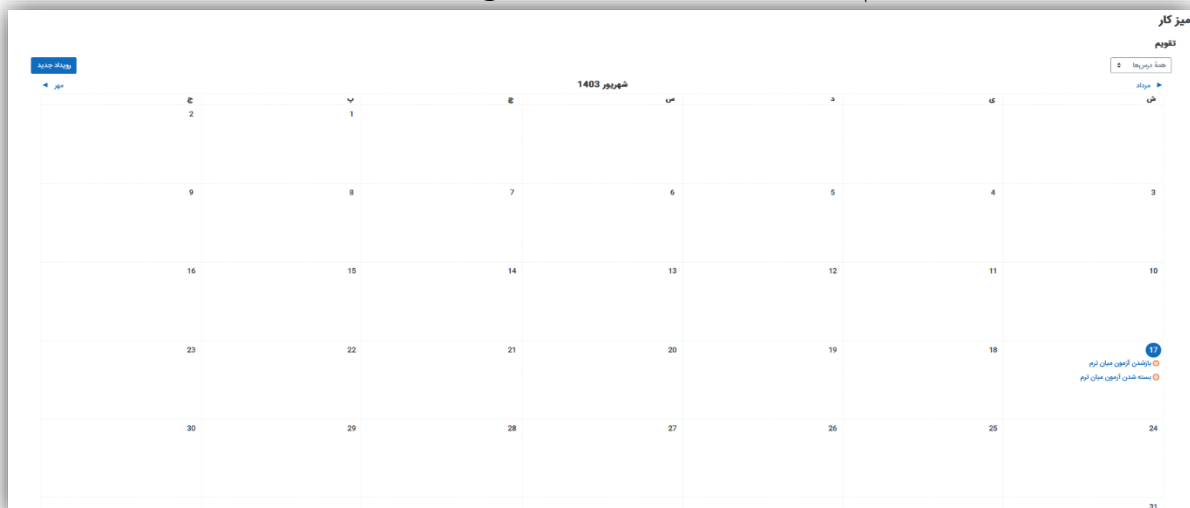 میز کار
تقویم
همهٔ درس‌ها
رویداد جدید
◄ مرداد شهریور 1403 مهر ►
ش ی د س چ پ ج
1 2
3 4 5 6 7 8 9
10 11 12 13 14 15 16
17 18 19 20 21 22 23
بازشدن آزمون میان ترم
بسته شدن آزمون میان ترم
24 25 26 27 28 29 30
31